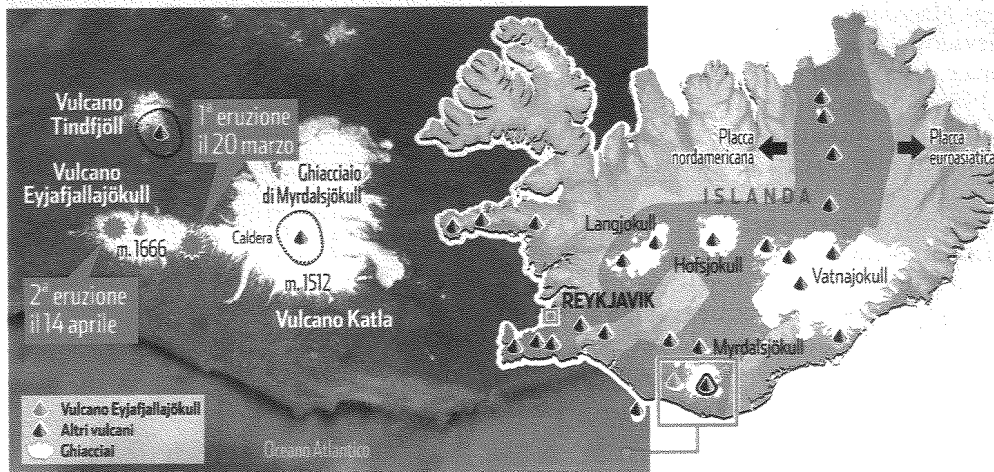 Vulcano
Tindfjöll
1ª eruzione
il 20 marzo
Vulcano
Eyjafjallajökull
m. 1666
2ª eruzione
il 14 aprile
Ghiacciaio
di Myrdalsjökull
Caldera
m. 1512
Vulcano Katla
Vulcano Eyjafjallajökull
Altri vulcani
Ghiacciai
Oceano Atlantico
Placca
nordamericana
Placca
euroasiatica
ISLANDA
Langjokull
Hofsjokull
Vatnajokull
REYKJAVIK
Myrdalsjökull